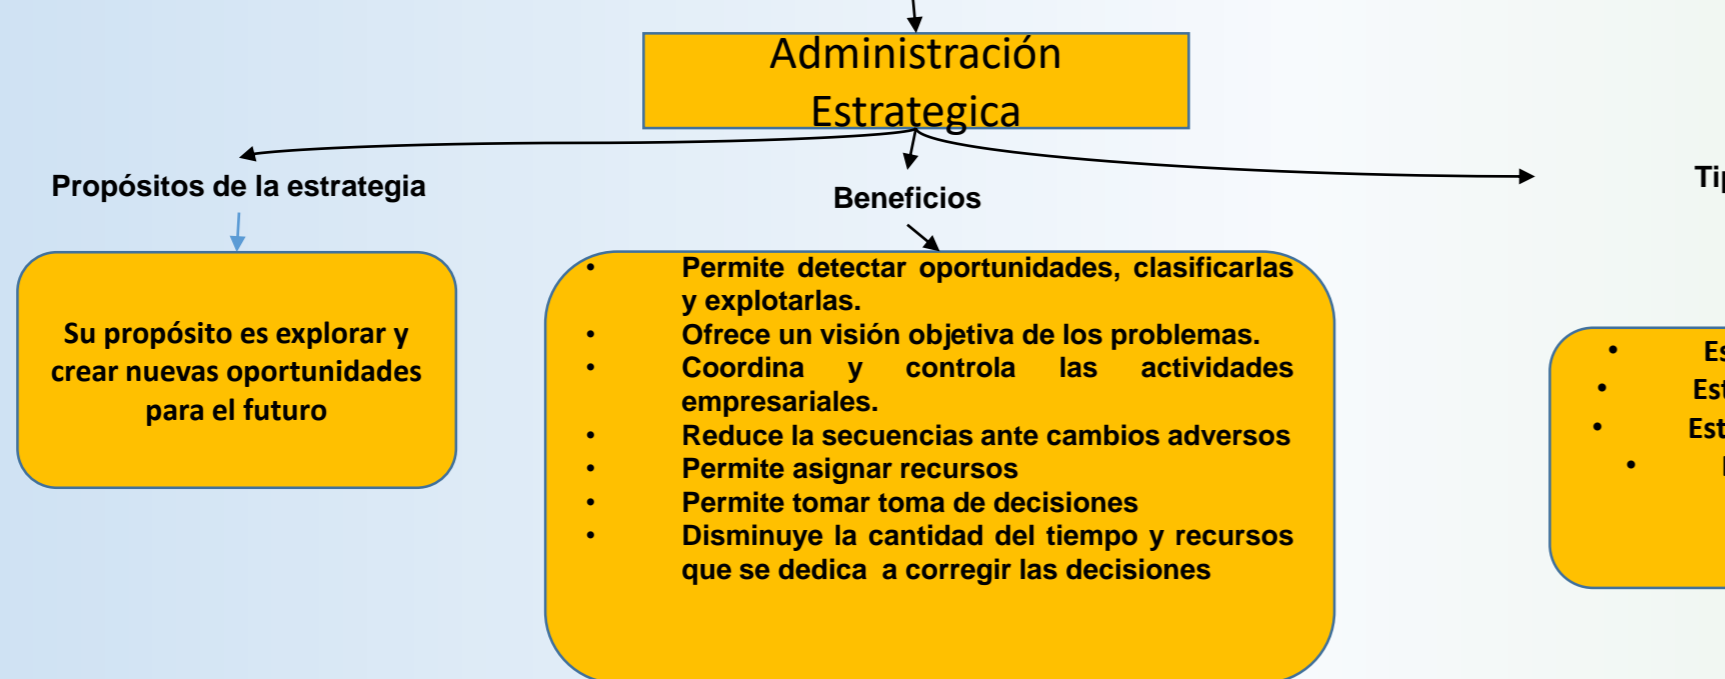 Administración
Estrategica
Propósitos de la estrategia
Beneficios
Su propósito es explorar y
crear nuevas oportunidades
para el futuro
• Permite detectar oportunidades, clasificarlas
y explotarlas.
• Ofrece un visión objetiva de los problemas.
• Coordina y controla las actividades
empresariales.
• Reduce la secuencias ante cambios adversos
• Permite asignar recursos
• Permite tomar toma de decisiones
• Disminuye la cantidad del tiempo y recursos
que se dedica a corregir las decisiones